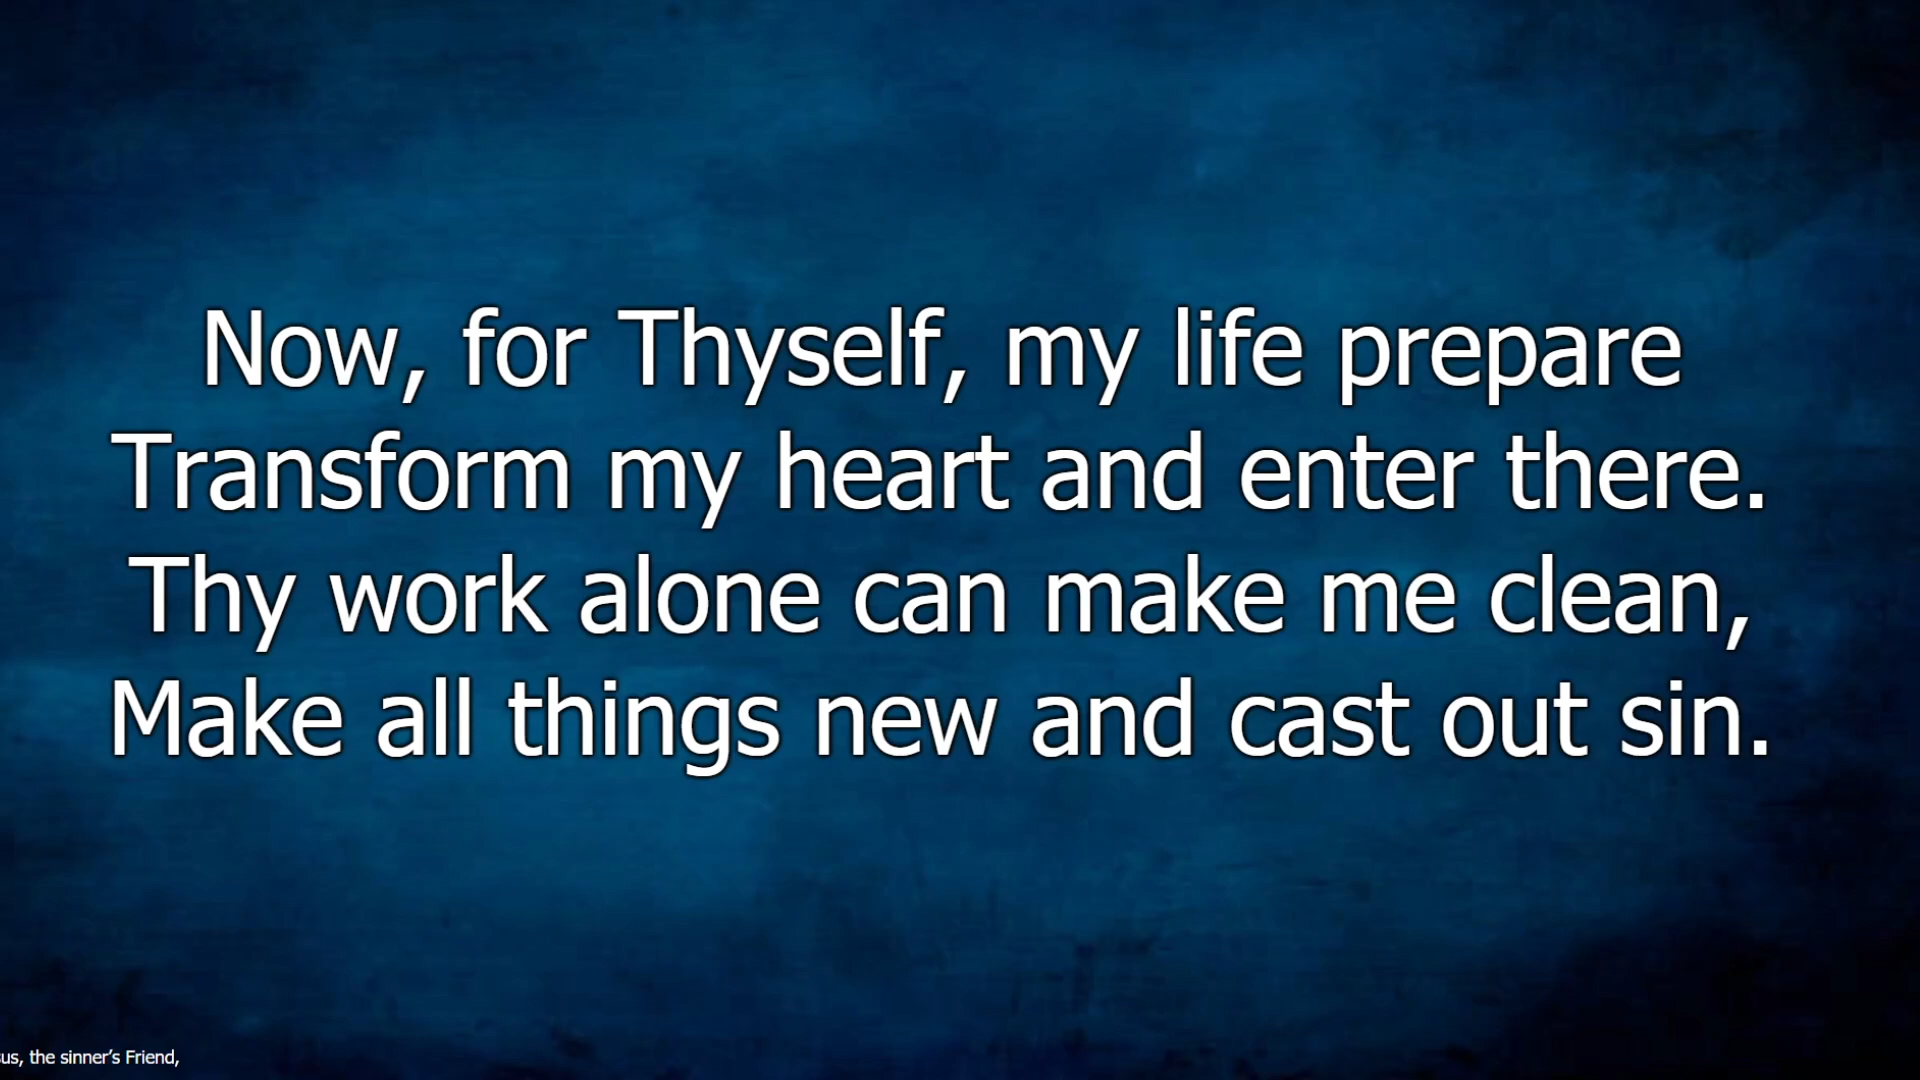 Now, for Thyself, my life prepare
Transform my heart and enter there.
Thy work alone can make me clean,
Make all things new and cast out sin.
the sinner’s Friend,